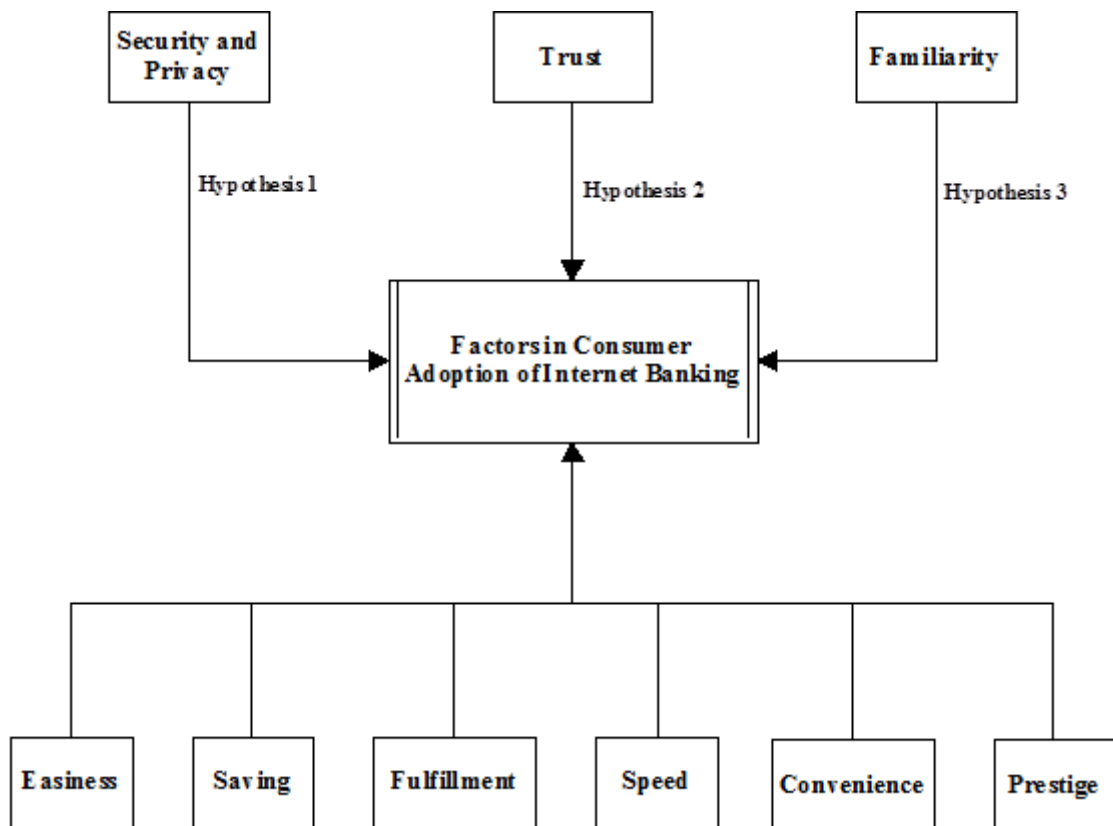 Security and
Privacy
Trust
Familiarity
Hypothesis 1
Hypothesis 2
Hypothesis 3
Factors in Consumer
Adoption of Internet Banking
Easiness
Saving
Fulfillment
Speed
Convenience
Prestige